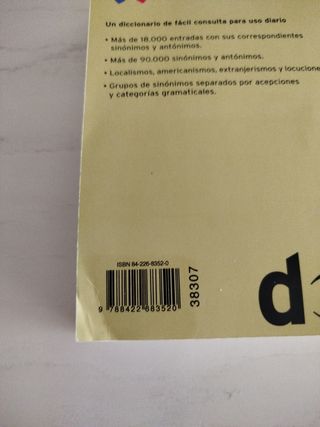 Un diccionario de fácil consulta para uso diario
• Más de 18.000 entradas con sus correspondientes
sinónimos y antónimos.
• Más de 90.000 sinónimos y antónimos.
• Localismos, americanismos, extranjerismos y locucione
• Grupos de sinónimos separados por acepciones
y categorías gramaticales.
ISBN 84-226-8352-0
9 788422 683520
38307
d